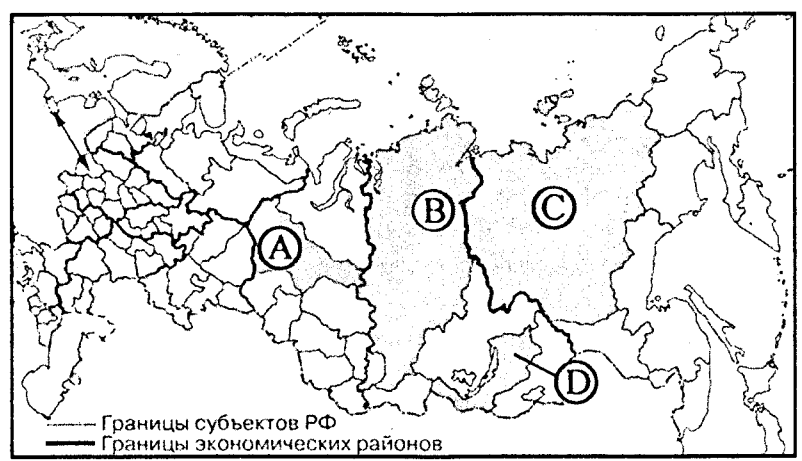 A
B
C
D
Границы субъектов РФ
Границы экономических районов